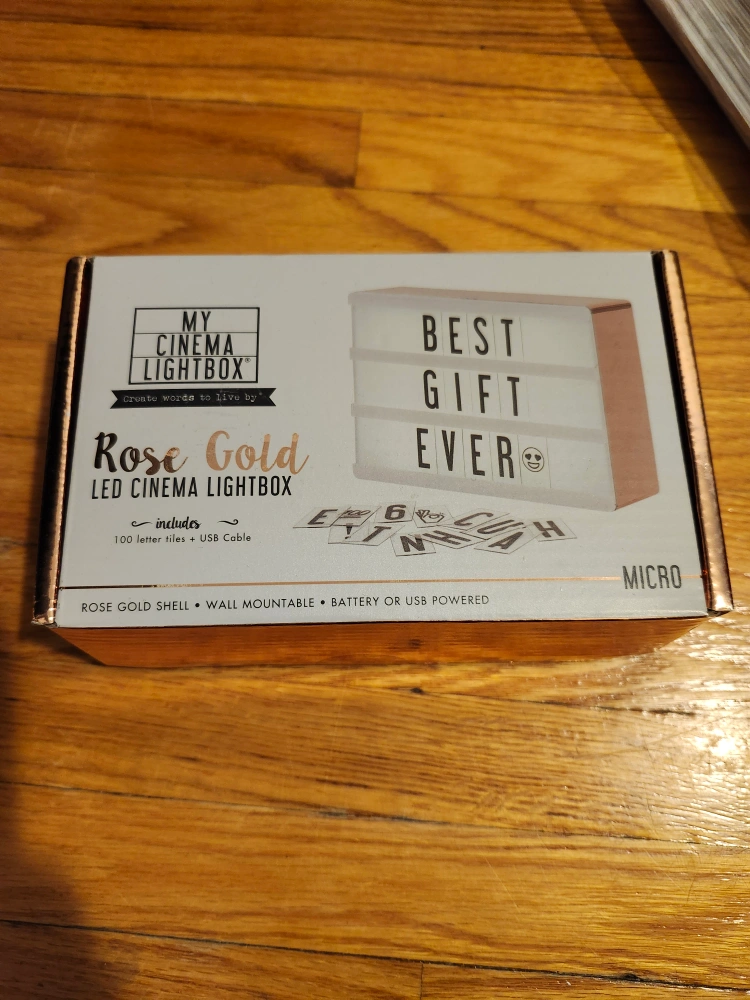 MY
CINEMA
LIGHTBOX®
Create words to live by
Rose Gold
LED CINEMA LIGHTBOX
includes
100 letter tiles + USB Cable
BEST
GIFT
EVER
E 6 C U H
! T N H A
MICRO
ROSE GOLD SHELL • WALL MOUNTABLE • BATTERY OR USB POWERED